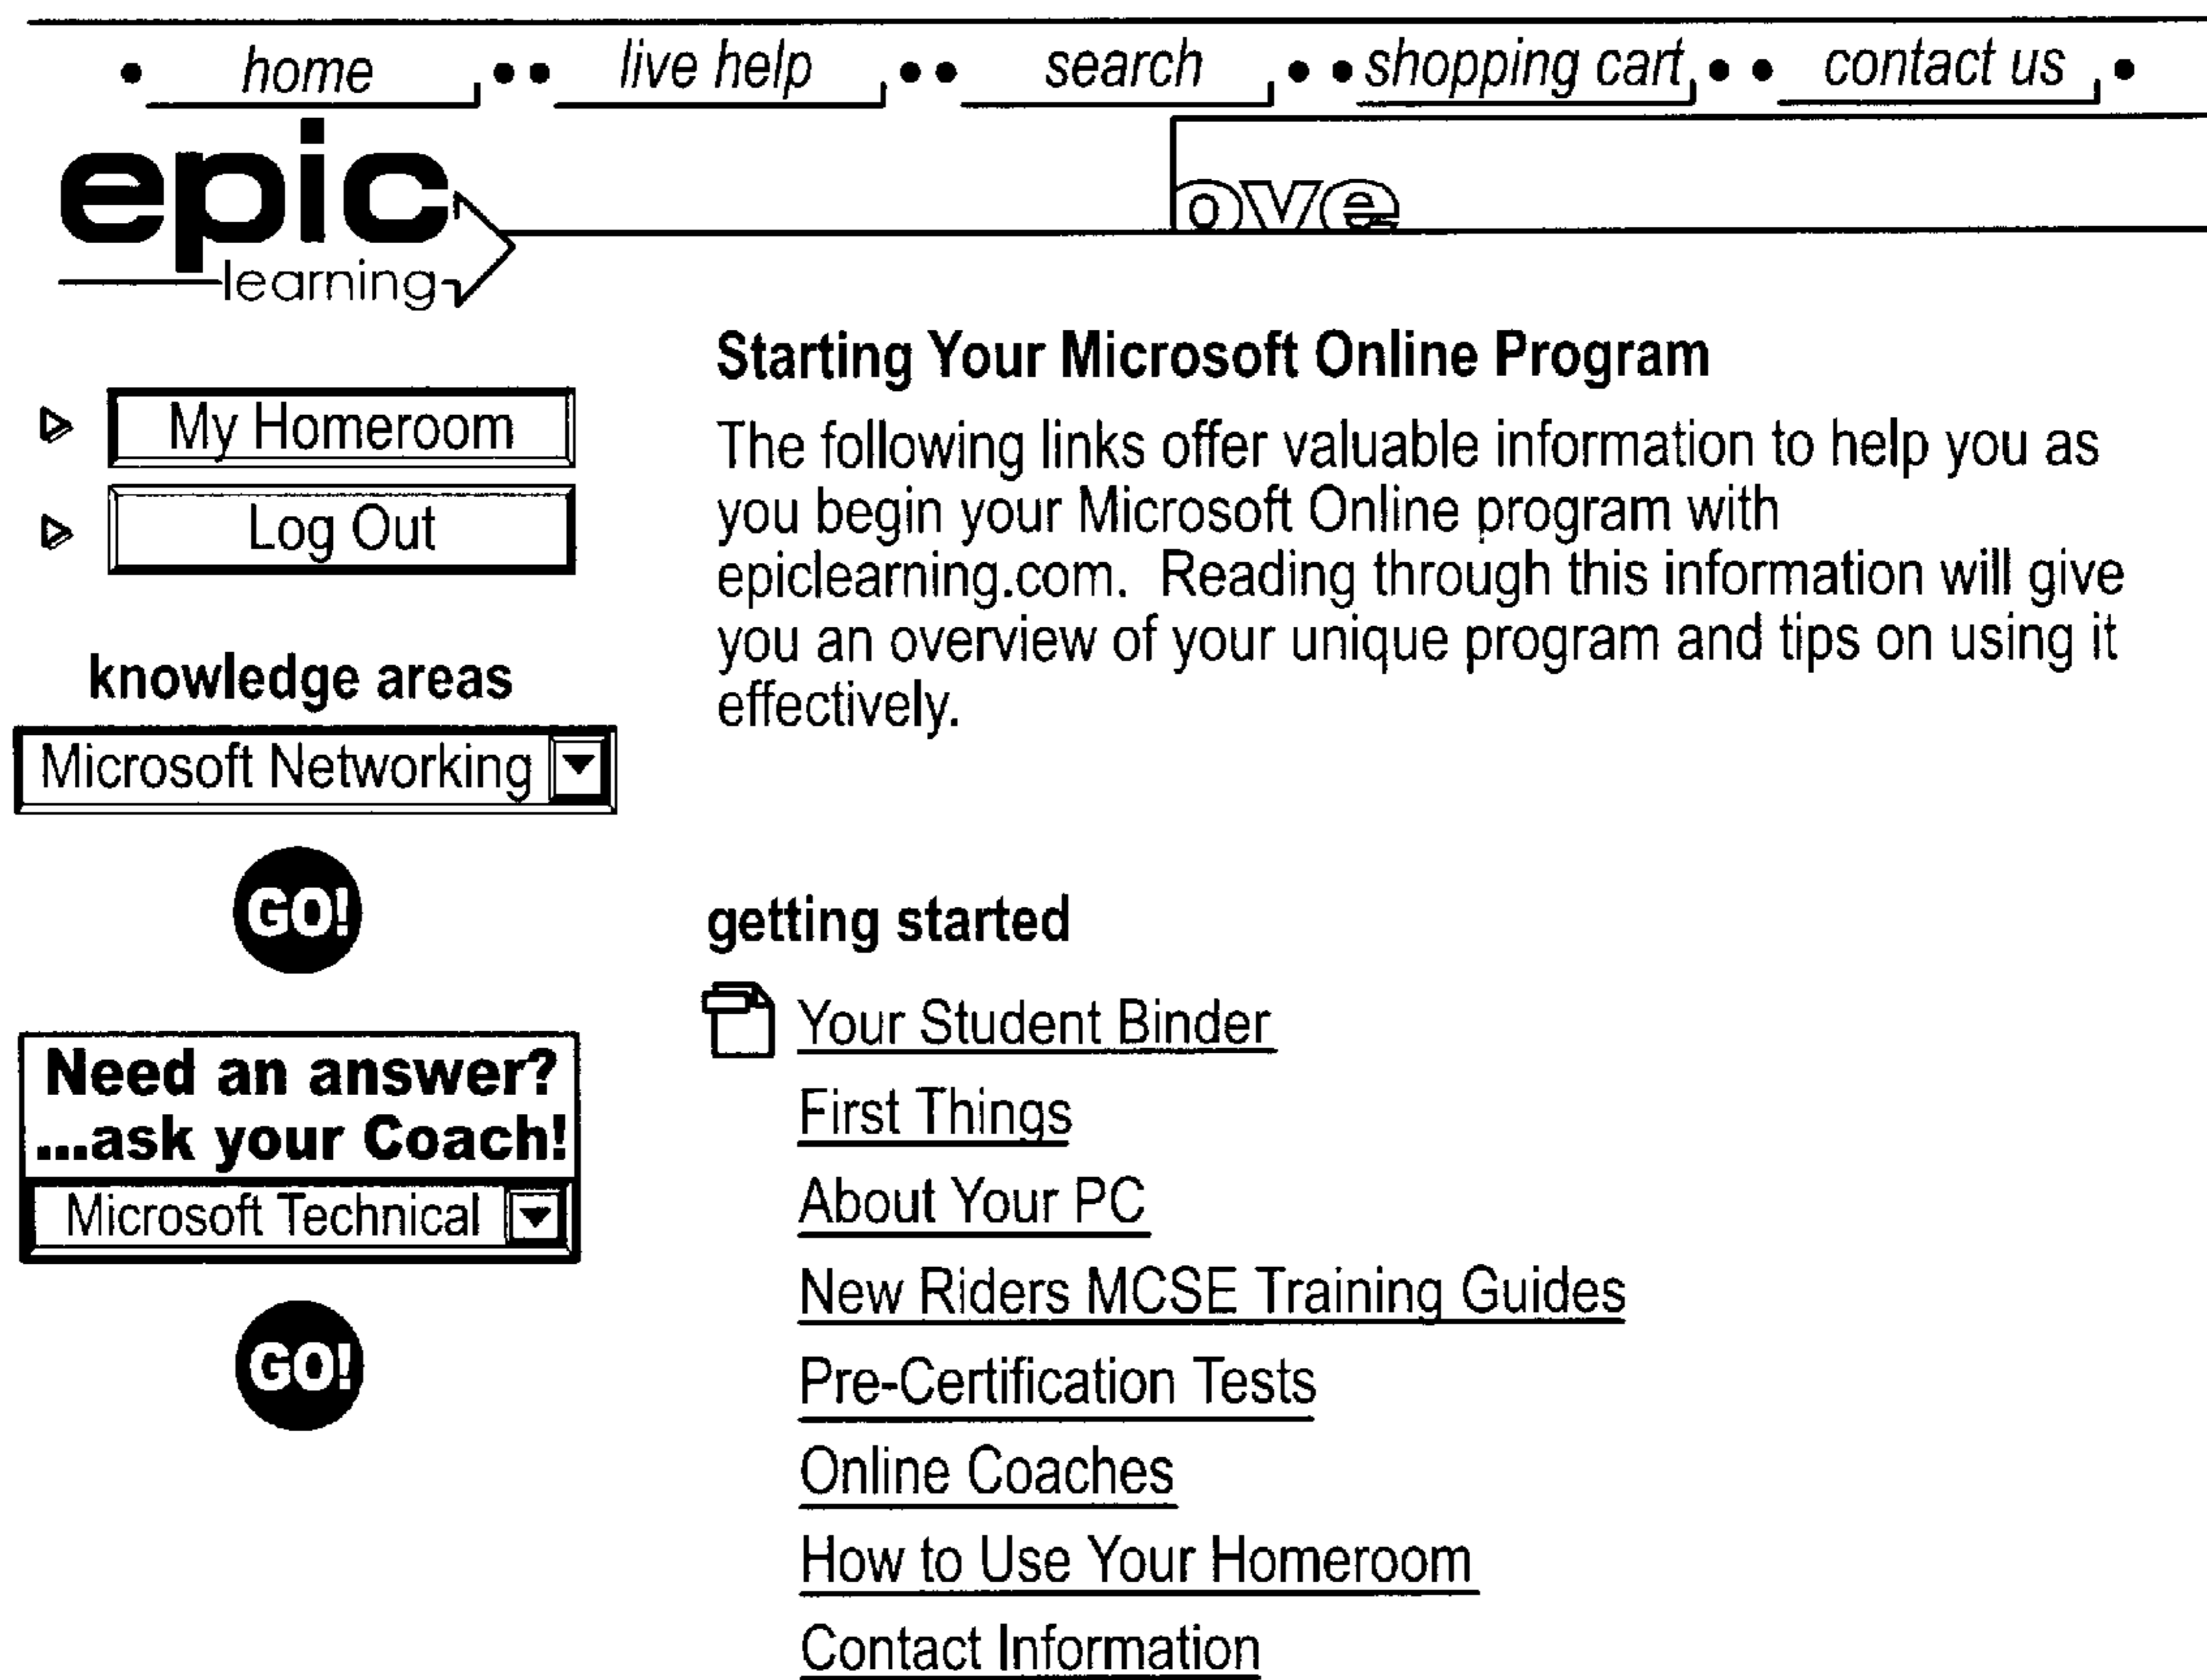 home live help search shopping cart contact us
epic
learning
ove
My Homeroom
Log Out
knowledge areas
Microsoft Networking
GO!
Need an answer?
...ask your Coach!
Microsoft Technical
GO!
Starting Your Microsoft Online Program
The following links offer valuable information to help you as
you begin your Microsoft Online program with
epiclearning.com. Reading through this information will give
you an overview of your unique program and tips on using it
effectively.
getting started
Your Student Binder
First Things
About Your PC
New Riders MCSE Training Guides
Pre-Certification Tests
Online Coaches
How to Use Your Homeroom
Contact Information